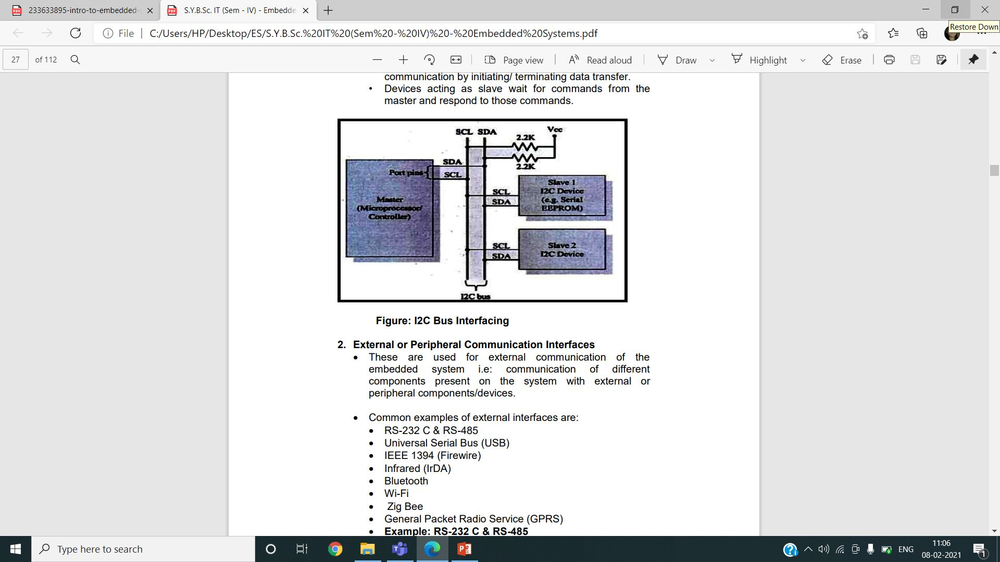 233633895-intro-to-embedded-s
S.Y.B.Sc. IT (Sem - IV) - Embedde
Restore Down
File
C:/Users/HP/Desktop/ES/S.Y.B.Sc.%20IT%20(Sem%20-%20IV)%20-%20Embedded%20Systems.pdf
27 of 112
Page view
Read aloud
Draw
Highlight
Erase
communication by initiating/ terminating data transfer.
• Devices acting as slave wait for commands from the
master and respond to those commands.
SCL SDA
Vcc
2.2K
2.2K
SDA
SCL
Port pins
Master
(Microprocessor/
Controller)
SCL
SDA
Slave 1
I2C Device
(e.g. Serial
EEPROM)
SCL
SDA
Slave 2
I2C Device
I2C bus
Figure: I2C Bus Interfacing
2. External or Peripheral Communication Interfaces
• These are used for external communication of the
embedded system i.e: communication of different
components present on the system with external or
peripheral components/devices.
• Common examples of external interfaces are:
• RS-232 C & RS-485
• Universal Serial Bus (USB)
• IEEE 1394 (Firewire)
• Infrared (IrDA)
• Bluetooth
• Wi-Fi
• Zig Bee
• General Packet Radio Service (GPRS)
• Example: RS-232 C & RS-485
Type here to search
ENG
11:06
08-02-2021
1